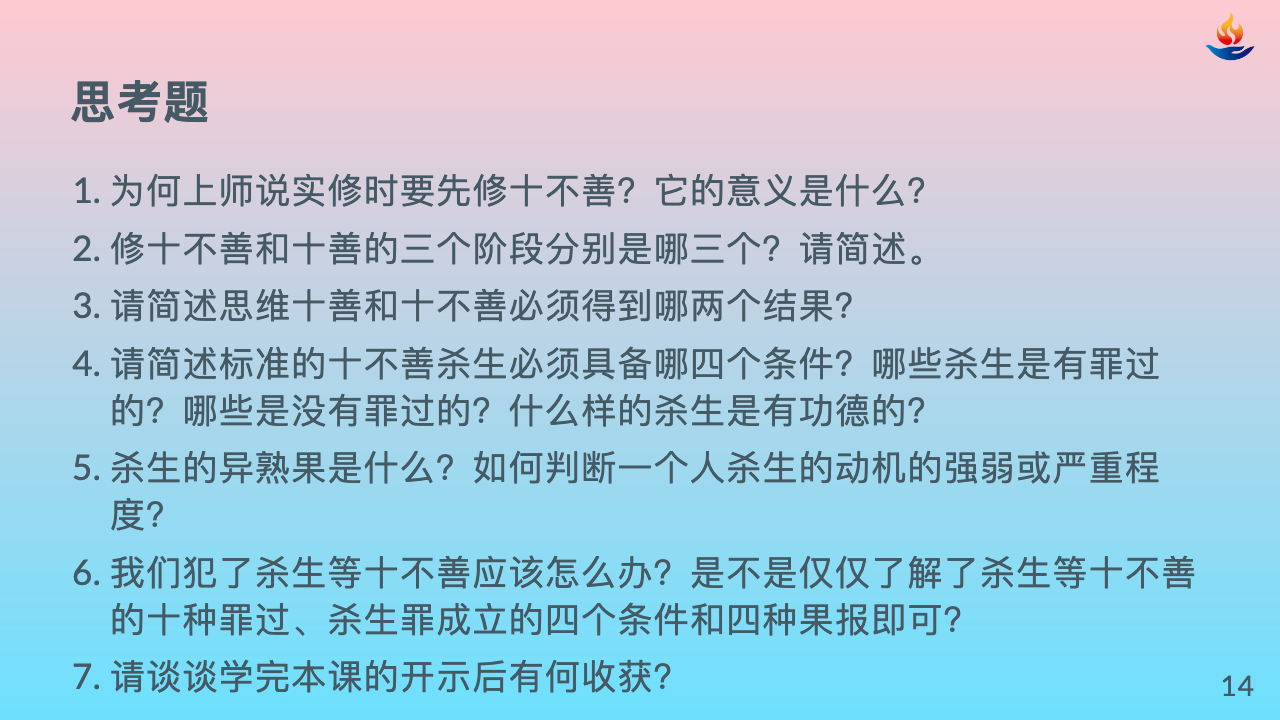 思考题
1. 为何上师说实修时要先修十不善？它的意义是什么？
2. 修十不善和十善的三个阶段分别是哪三个？请简述。
3. 请简述思维十善和十不善必须得到哪两个结果？
4. 请简述标准的十不善杀生必须具备哪四个条件？哪些杀生是有罪过
的？哪些是没有罪过的？什么样的杀生是有功德的？
5. 杀生的异熟果是什么？如何判断一个人杀生的动机的强弱或严重程
度？
6. 我们犯了杀生等十不善应该怎么办？是不是仅仅了解了杀生等十不善
的十种罪过、杀生罪成立的四个条件和四种果报即可？
7. 请谈谈学完本课的开示后有何收获？
14